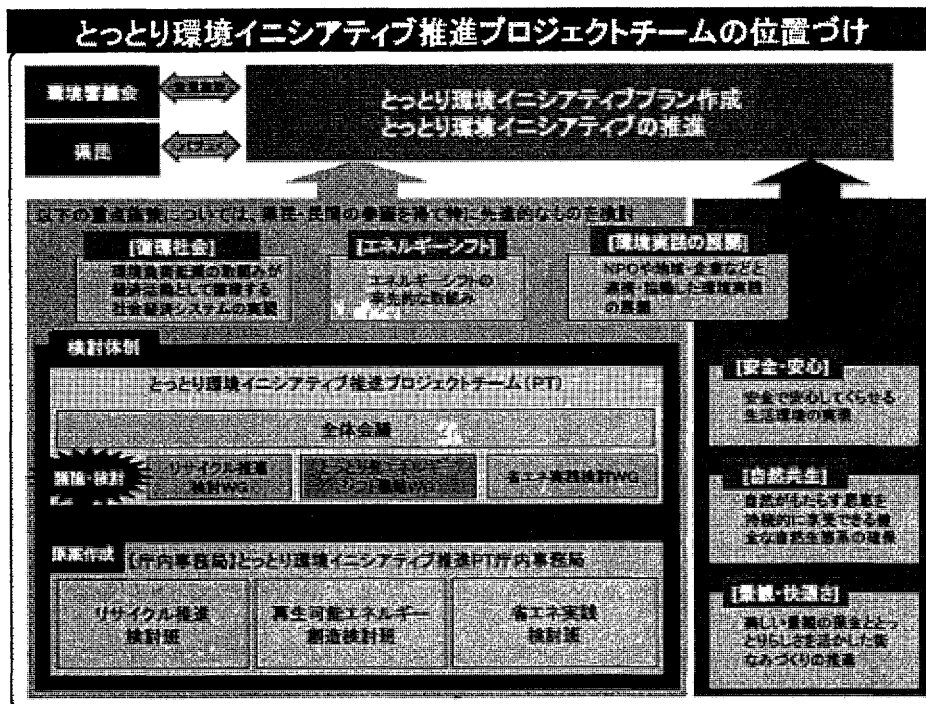 とっとり環境イニシアティブ推進プロジェクトチームの位置づけ
環境審議会
県民
とっとり環境イニシアティブプラン作成
とっとり環境イニシアティブの推進
以下の重点施策については、県民・民間の参画を得て特に先進的なものを検討
[循環社会]
環境負荷低減の取組みが
経済活動として循環する
社会経済システムの実現
[エネルギーシフト]
エネルギーシフトの
率先的な取組み
[環境実践の展開]
NPOや地域・企業などと
連携・協働した環境実践
の展開
検討体制
とっとり環境イニシアティブ推進プロジェクトチーム(PT)
全体会議
リサイクル推進
検討WG
省エネ実践検討WG
原案作成
【庁内事務局】とっとり環境イニシアティブ推進PT庁内事務局
リサイクル推進
検討班
再生可能エネルギー
創造検討班
省エネ実践
検討班
[安全・安心]
安全で安心してくらせる
生活環境の実現
[自然共生]
自然がもたらす恩恵を
持続的に享受できる健
全な自然生態系の確保
[景観・快適さ]
美しい景観の保全ととっ
とりらしさを活かした街
なみづくりの推進